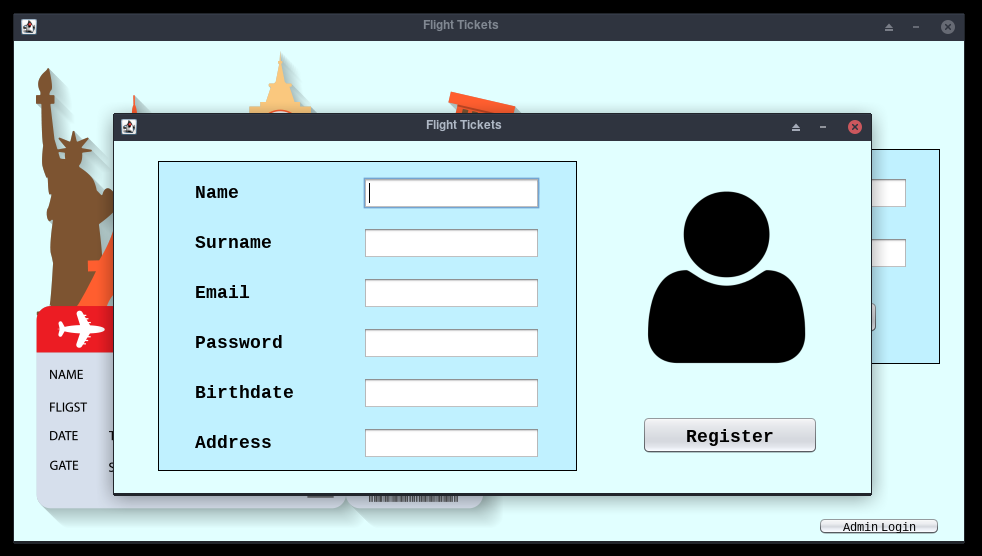 Flight Tickets
Flight Tickets
Name
Surname
Email
Password
Birthdate
Address
Register
NAME
FLIGST
DATE
GATE
Admin Login